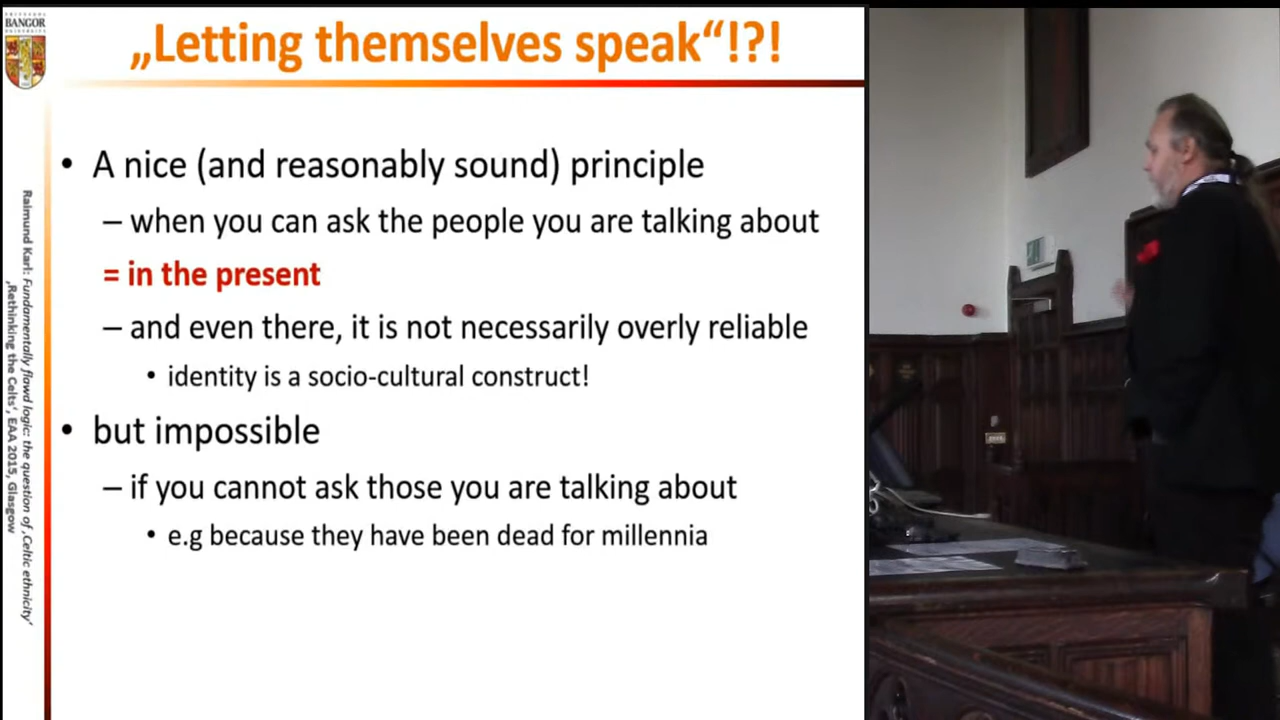 BANGOR
UNIVERSITY
„Letting themselves speak“!?!
• A nice (and reasonably sound) principle
– when you can ask the people you are talking about
= in the present
– and even there, it is not necessarily overly reliable
• identity is a socio-cultural construct!
• but impossible
– if you cannot ask those you are talking about
• e.g because they have been dead for millennia
Raimund Karl: Fundamentally flawd logic: the question of ‚Celtic ethnicity‘
‚Rethinking the Celts‘, EAA 2015, Glasgow